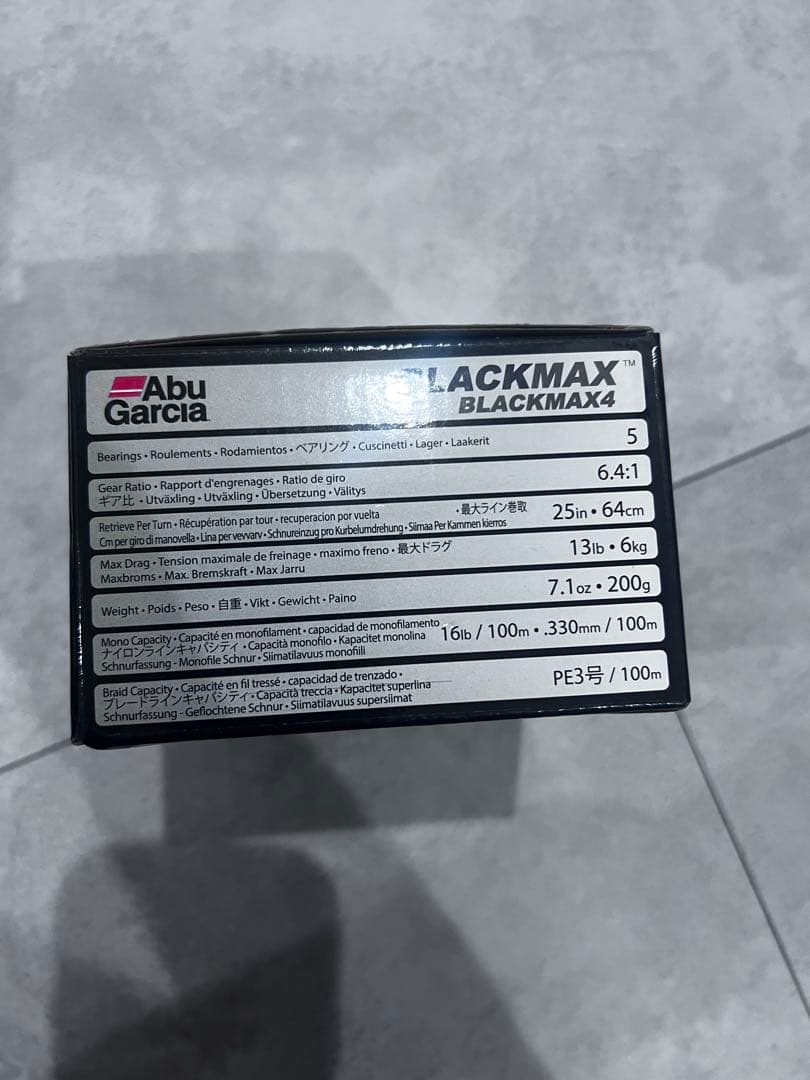 Abu
Garcia
BLACKMAX™
BLACKMAX4
Bearings • Roulements • Rodamientos • ベアリング • Cuscinetti • Lager • Laakerit
5
Gear Ratio • Rapport d'engrenages • Ratio de giro
ギア比 • Utväxling • Utväxling • Übersetzung • Välitys
6.4:1
Retrieve Per Turn • Récupération par tour • recuperacion por vuelta • 最大ライン巻取
Cm per giro di manovella • Lina per vevvarv • Schnureinzug pro Kurbelumdrehung • Siimaa Per Kammen kierros
25in • 64cm
Max Drag • Tension maximale de freinage • maximo freno • 最大ドラグ
Maxbroms • Max. Bremskraft • Max Jarru
13lb • 6kg
Weight • Poids • Peso • 自重 • Vikt • Gewicht • Paino
7.1oz • 200g
Mono Capacity • Capacité en monofilament • capacidad de monofilamento
ナイロンラインキャパシティ • Capacità monofilo • Kapacitet monolina
Schnurfassung - Monofile Schnur • Siimatilavuus monofiili
16lb / 100m • .330mm / 100m
Braid Capacity • Capacité en fil tressé • capacidad de trenzado •
ブレードラインキャパシティ • Capacità treccia • Kapacitet superlina
Schnurfassung - Geflochtene Schnur • Siimatilavuus supersiimat
PE3号 / 100m